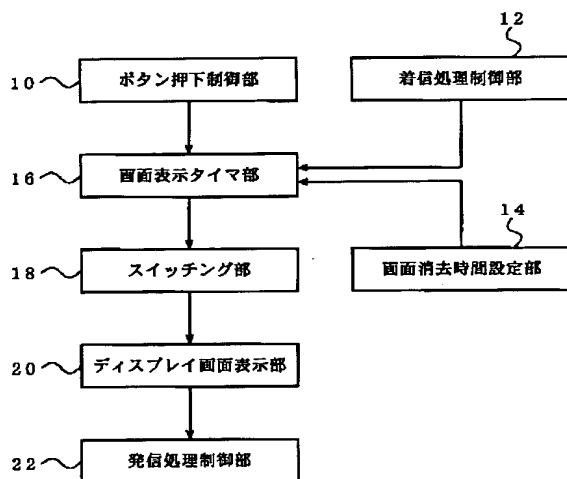 12
10 ボタン押下制御部 着信処理制御部
16 画面表示タイマ部
14
18 スイッチング部 画面消去時間設定部
20 ディスプレイ画面表示部
22 発信処理制御部